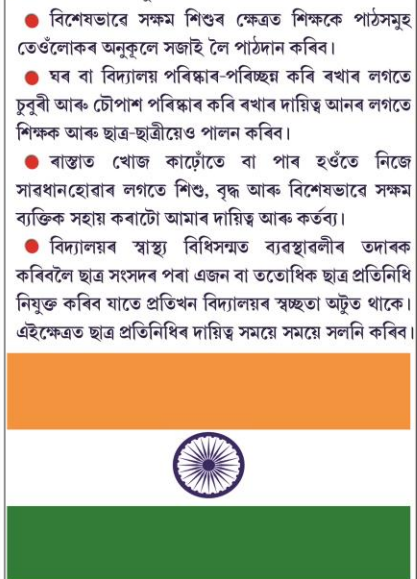 ● বিশেষভাৱে সক্ষম শিশুৰ ক্ষেত্ৰত শিক্ষকে পাঠসমূহ
তেওঁলোকৰ অনুকূলে সজাই লৈ পাঠদান কৰিব।
● ঘৰ বা বিদ্যালয় পৰিষ্কাৰ-পৰিচ্ছন্ন কৰি ৰখাৰ লগতে
চুবুৰী আৰু চৌপাশ পৰিষ্কাৰ কৰি ৰখাৰ দায়িত্ব আনৰ লগতে
শিক্ষক আৰু ছাত্ৰ-ছাত্ৰীয়েও পালন কৰিব।
● ৰাস্তাত খোজ কাঢ়োঁতে বা পাৰ হওঁতে নিজে
সাৱধানহোৱাৰ লগতে শিশু, বৃদ্ধ আৰু বিশেষভাৱে সক্ষম
ব্যক্তিক সহায় কৰাটো আমাৰ দায়িত্ব আৰু কৰ্তব্য।
● বিদ্যালয়ৰ স্বাস্থ্য বিধিসন্মত ব্যৱস্থাৱলীৰ তদাৰক
কৰিবলৈ ছাত্ৰ সংসদৰ পৰা এজন বা ততোধিক ছাত্ৰ প্ৰতিনিধি
নিযুক্ত কৰিব যাতে প্ৰতিখন বিদ্যালয়ৰ স্বচ্ছতা অটুত থাকে।
এইক্ষেত্ৰত ছাত্ৰ প্ৰতিনিধিৰ দায়িত্ব সময়ে সময়ে সলনি কৰিব।